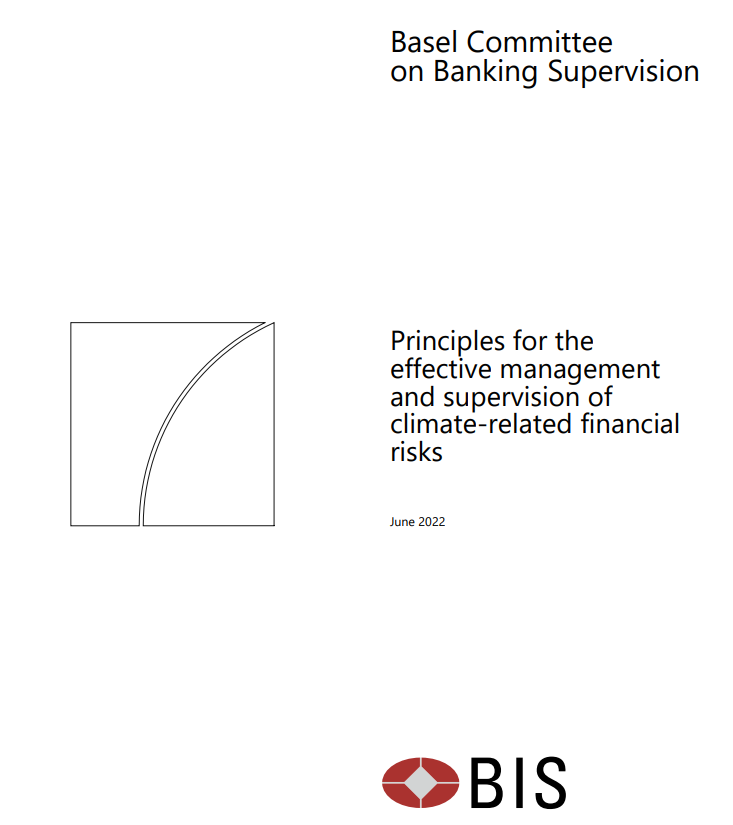 Basel Committee
on Banking Supervision
Principles for the
effective management
and supervision of
climate-related financial
risks
June 2022
BIS